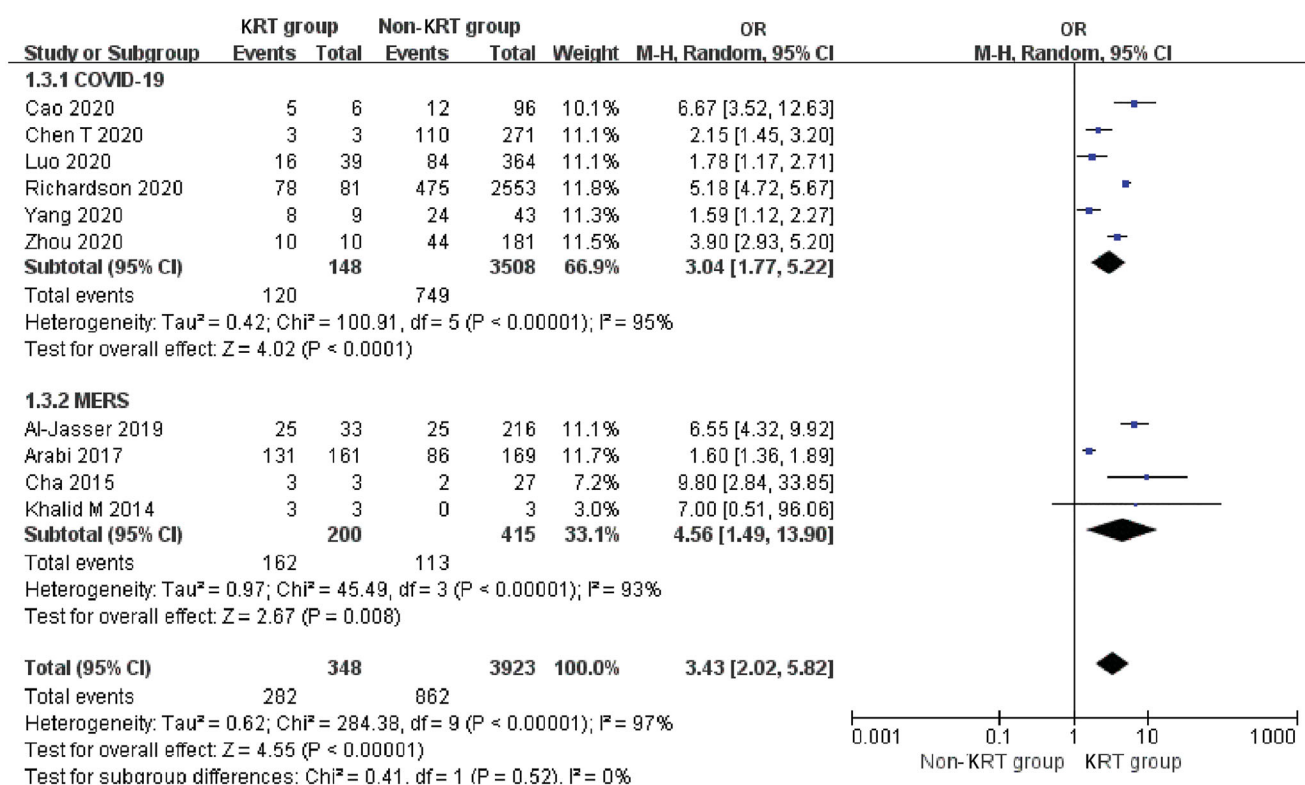 KRT group Non-KRT group OR OR
Study or Subgroup Events Total Events Total Weight M-H, Random, 95% CI M-H, Random, 95% CI
1.3.1 COVID-19
Cao 2020 5 6 12 96 10.1% 6.67 [3.52, 12.63]
Chen T 2020 3 3 110 271 11.1% 2.15 [1.45, 3.20]
Luo 2020 16 39 84 364 11.1% 1.78 [1.17, 2.71]
Richardson 2020 78 81 475 2553 11.8% 5.18 [4.72, 5.67]
Yang 2020 8 9 24 43 11.3% 1.59 [1.12, 2.27]
Zhou 2020 10 10 44 181 11.5% 3.90 [2.93, 5.20]
Subtotal (95% CI) 148 3508 66.9% 3.04 [1.77, 5.22]
Total events 120 749
Heterogeneity: Tau² = 0.42; Chi² = 100.91, df = 5 (P < 0.00001); I² = 95%
Test for overall effect: Z = 4.02 (P < 0.0001)
1.3.2 MERS
Al-Jasser 2019 25 33 25 216 11.1% 6.55 [4.32, 9.92]
Arabi 2017 131 161 86 169 11.7% 1.60 [1.36, 1.89]
Cha 2015 3 3 2 27 7.2% 9.80 [2.84, 33.85]
Khalid M 2014 3 3 0 3 3.0% 7.00 [0.51, 96.06]
Subtotal (95% CI) 200 415 33.1% 4.56 [1.49, 13.90]
Total events 162 113
Heterogeneity: Tau² = 0.97; Chi² = 45.49, df = 3 (P < 0.00001); I² = 93%
Test for overall effect: Z = 2.67 (P = 0.008)
Total (95% CI) 348 3923 100.0% 3.43 [2.02, 5.82]
Total events 282 862
Heterogeneity: Tau² = 0.62; Chi² = 284.38, df = 9 (P < 0.00001); I² = 97%
Test for overall effect: Z = 4.55 (P < 0.00001)
Test for subgroup differences: Chi² = 0.41, df = 1 (P = 0.52), I² = 0%
0.001 0.1 1 10 1000
Non-KRT group KRT group